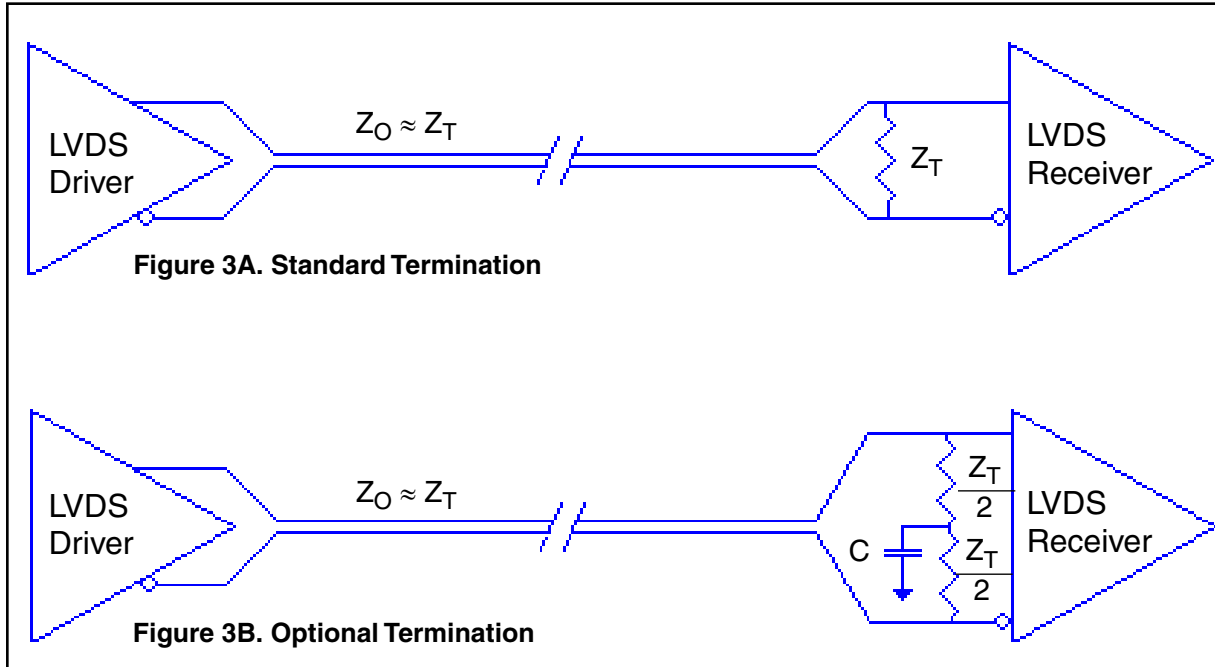 LVDS
Driver
Z_O ≈ Z_T
Z_T
LVDS
Receiver
Figure 3A. Standard Termination
LVDS
Driver
Z_O ≈ Z_T
C
Z_T
2
Z_T
2
LVDS
Receiver
Figure 3B. Optional Termination